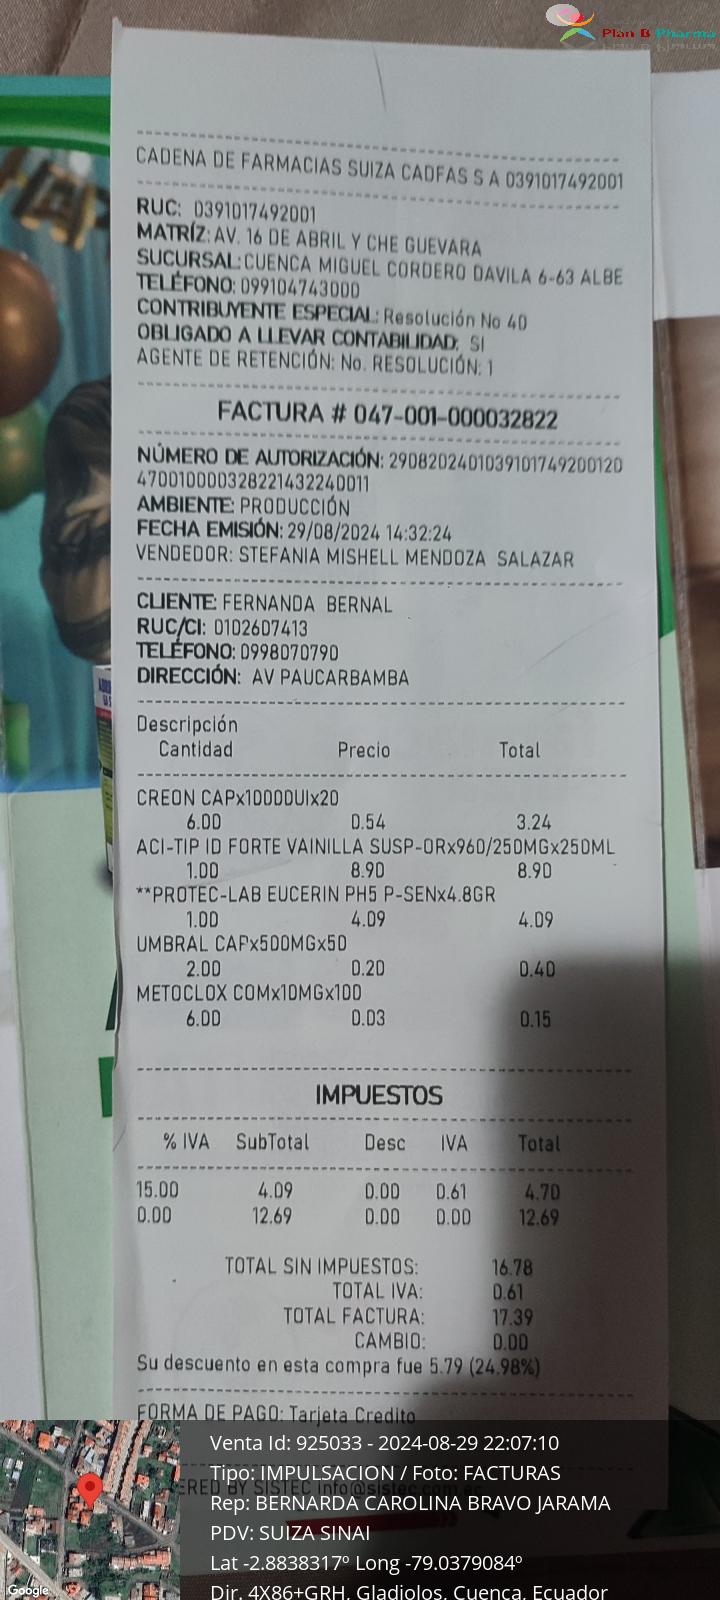 Plan B Pharma
CADENA DE FARMACIAS SUIZA CADFAS S A 0391017492001
RUC: 0391017492001
MATRÍZ: AV. 16 DE ABRIL Y CHE GUEVARA
SUCURSAL: CUENCA MIGUEL CORDERO DAVILA 6-63 ALBE
TELÉFONO: 099104743000
CONTRIBUYENTE ESPECIAL: Resolución No 40
OBLIGADO A LLEVAR CONTABILIDAD: SI
AGENTE DE RETENCIÓN: No. RESOLUCIÓN: 1
FACTURA # 047-001-000032822
NÚMERO DE AUTORIZACIÓN: 2908202401039101749200120
470010000328221432240011
AMBIENTE: PRODUCCIÓN
FECHA EMISIÓN: 29/08/2024 14:32:24
VENDEDOR: STEFANIA MISHELL MENDOZA SALAZAR
CLIENTE: FERNANDA BERNAL
RUC/CI: 0102607413
TELÉFONO: 0998070790
DIRECCIÓN: AV PAUCARBAMBA
Descripción
Cantidad Precio Total
CREON CAPx10000UIx20
6.00 0.54 3.24
ACI-TIP ID FORTE VAINILLA SUSP-ORx960/250MGx250ML
1.00 8.90 8.90
**PROTEC-LAB EUCERIN PH5 P-SENx4.8GR
1.00 4.09 4.09
UMBRAL CAPx500MGx50
2.00 0.20 0.40
METOCLOX COMx10MGx100
6.00 0.03 0.15
IMPUESTOS
% IVA SubTotal Desc IVA Total
15.00 4.09 0.00 0.61 4.70
0.00 12.69 0.00 0.00 12.69
TOTAL SIN IMPUESTOS: 16.78
TOTAL IVA: 0.61
TOTAL FACTURA: 17.39
CAMBIO: 0.00
Su descuento en esta compra fue 5.79 (24.98%)
FORMA DE PAGO: Tarjeta Credito
ERED BY SISTEC info@sistec.com.ec
Venta Id: 925033 - 2024-08-29 22:07:10
Tipo: IMPULSACION / Foto: FACTURAS
Rep: BERNARDA CAROLINA BRAVO JARAMA
PDV: SUIZA SINAI
Lat -2.8838317º Long -79.0379084º
Dir. 4X86+GRH, Gladiolos, Cuenca, Ecuador
Google